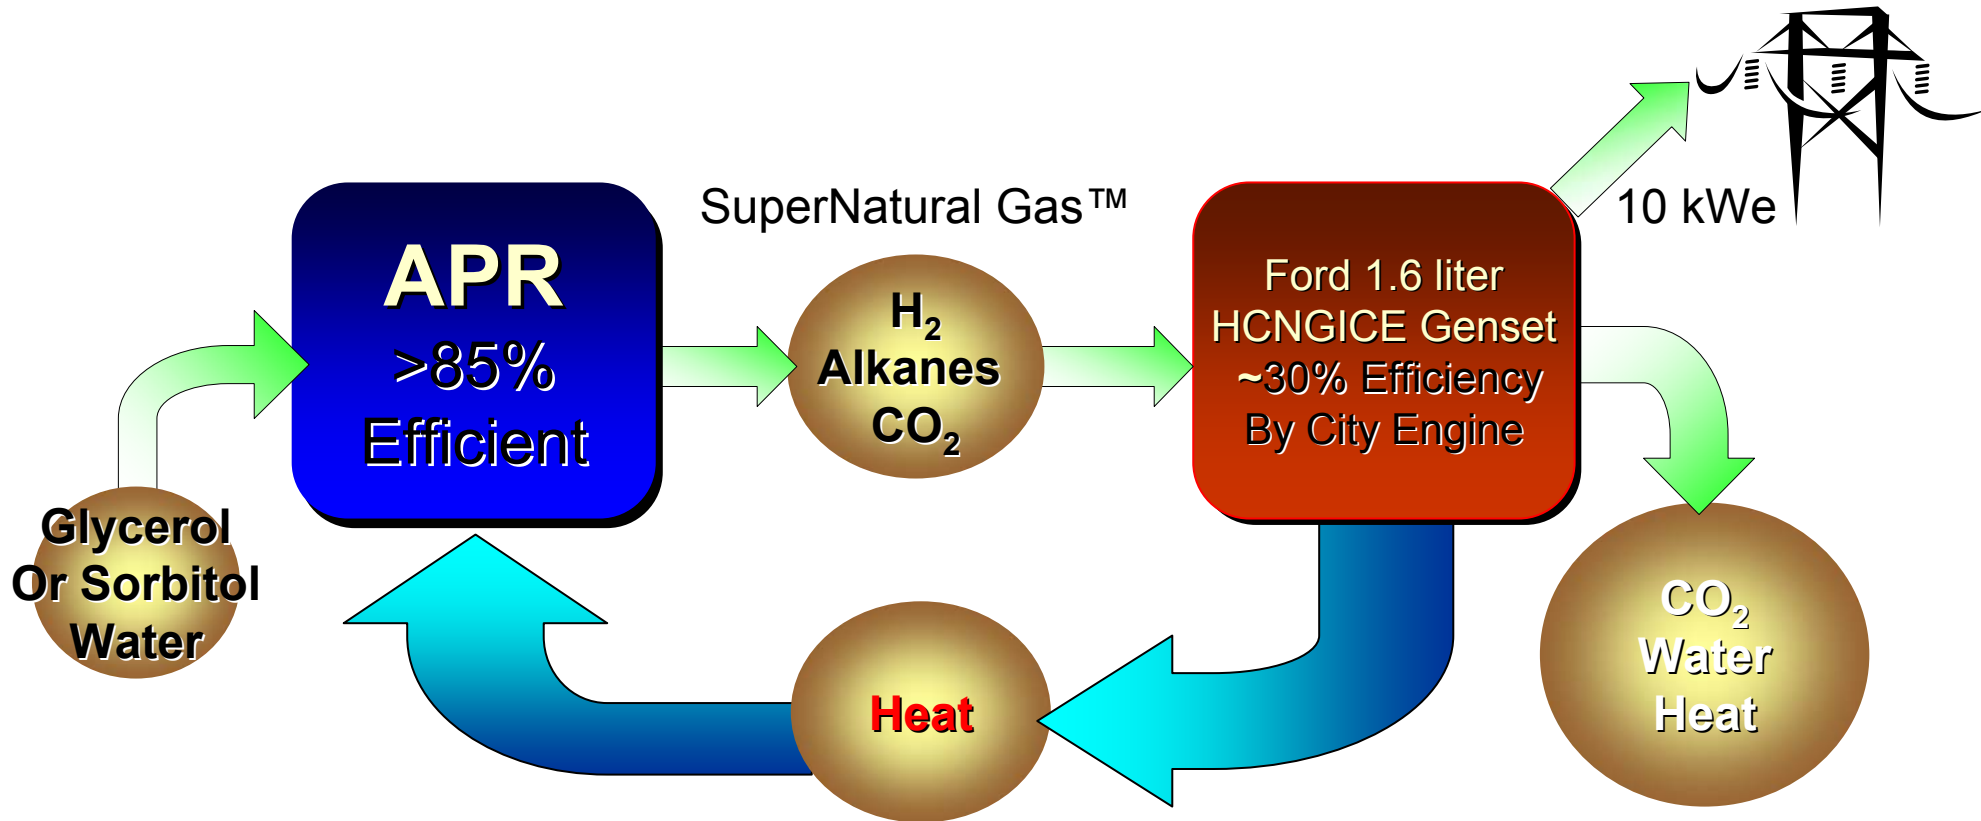 SuperNatural Gas™
10 kWe
APR
>85%
Efficient
H₂
Alkanes
CO₂
Ford 1.6 liter
HCNGICE Genset
~30% Efficiency
By City Engine
Glycerol
Or Sorbitol
Water
Heat
CO₂
Water
Heat